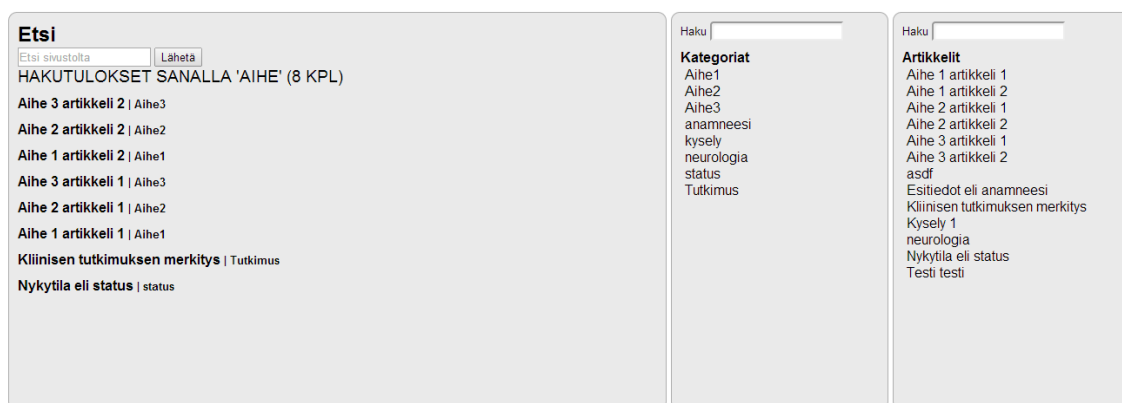 Etsi
Etsi sivustolta Lähetä
HAKUTULOKSET SANALLA 'AIHE' (8 KPL)
Aihe 3 artikkeli 2 | Aihe3
Aihe 2 artikkeli 2 | Aihe2
Aihe 1 artikkeli 2 | Aihe1
Aihe 3 artikkeli 1 | Aihe3
Aihe 2 artikkeli 1 | Aihe2
Aihe 1 artikkeli 1 | Aihe1
Kliinisen tutkimuksen merkitys | Tutkimus
Nykytila eli status | status
Haku
Kategoriat
Aihe1
Aihe2
Aihe3
anamneesi
kysely
neurologia
status
Tutkimus
Haku
Artikkelit
Aihe 1 artikkeli 1
Aihe 1 artikkeli 2
Aihe 2 artikkeli 1
Aihe 2 artikkeli 2
Aihe 3 artikkeli 1
Aihe 3 artikkeli 2
asdf
Esitiedot eli anamneesi
Kliinisen tutkimuksen merkitys
Kysely 1
neurologia
Nykytila eli status
Testi testi